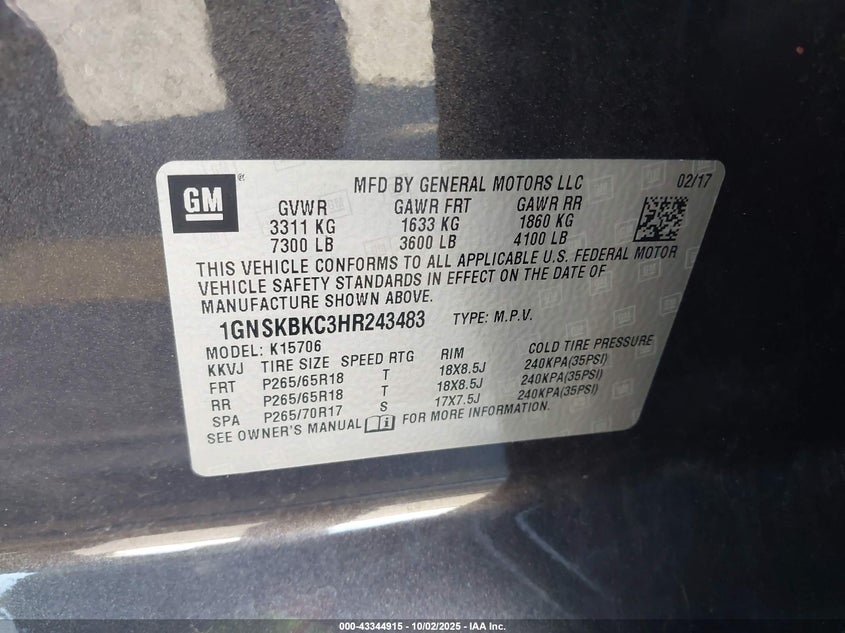 GM
®
MFD BY GENERAL MOTORS LLC 02/17
GVWR GAWR FRT GAWR RR
3311 KG 1633 KG 1860 KG
7300 LB 3600 LB 4100 LB
THIS VEHICLE CONFORMS TO ALL APPLICABLE U.S. FEDERAL MOTOR
VEHICLE SAFETY STANDARDS IN EFFECT ON THE DATE OF
MANUFACTURE SHOWN ABOVE.
1GNSKBKC3HR243483 TYPE: M.P.V.
MODEL: K15706
KKVJ TIRE SIZE SPEED RTG RIM COLD TIRE PRESSURE
FRT P265/65R18 T 18X8.5J 240KPA(35PSI)
RR P265/65R18 T 18X8.5J 240KPA(35PSI)
SPA P265/70R17 S 17X7.5J 240KPA(35PSI)
SEE OWNER'S MANUAL i FOR MORE INFORMATION.
000-43344915 - 10/02/2025 - IAA Inc.